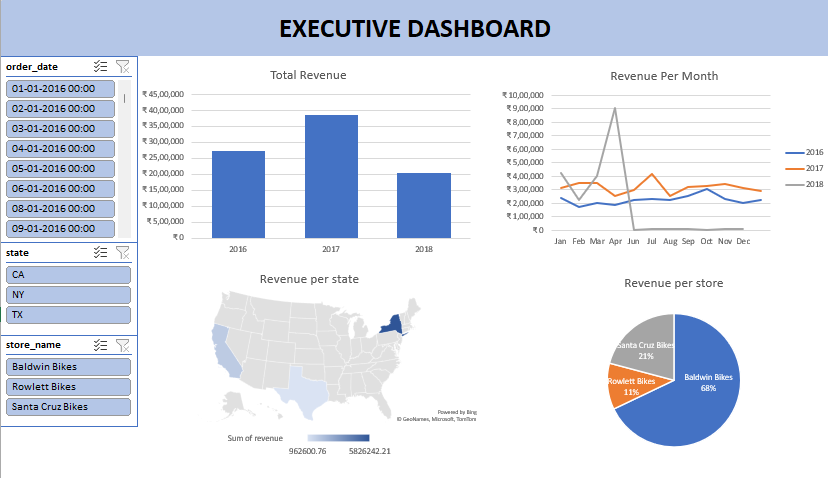 EXECUTIVE DASHBOARD
order_date
01-01-2016 00:00
02-01-2016 00:00
03-01-2016 00:00
04-01-2016 00:00
05-01-2016 00:00
06-01-2016 00:00
08-01-2016 00:00
09-01-2016 00:00
state
CA
NY
TX
store_name
Baldwin Bikes
Rowlett Bikes
Santa Cruz Bikes
Total Revenue
₹ 45,00,000
₹ 40,00,000
₹ 35,00,000
₹ 30,00,000
₹ 25,00,000
₹ 20,00,000
₹ 15,00,000
₹ 10,00,000
₹ 5,00,000
₹ 0
2016 2017 2018
Revenue Per Month
₹ 10,00,000
₹ 9,00,000
₹ 8,00,000
₹ 7,00,000
₹ 6,00,000
₹ 5,00,000
₹ 4,00,000
₹ 3,00,000
₹ 2,00,000
₹ 1,00,000
₹ 0
Jan Feb Mar Apr Jun Jul Aug Sep Oct Nov Dec
2016
2017
2018
Revenue per state
Powered by Bing
© GeoNames, Microsoft, TomTom
Sum of revenue
962600.76 5826242.21
Revenue per store
Santa Cruz Bikes
21%
Rowlett Bikes
11%
Baldwin Bikes
68%